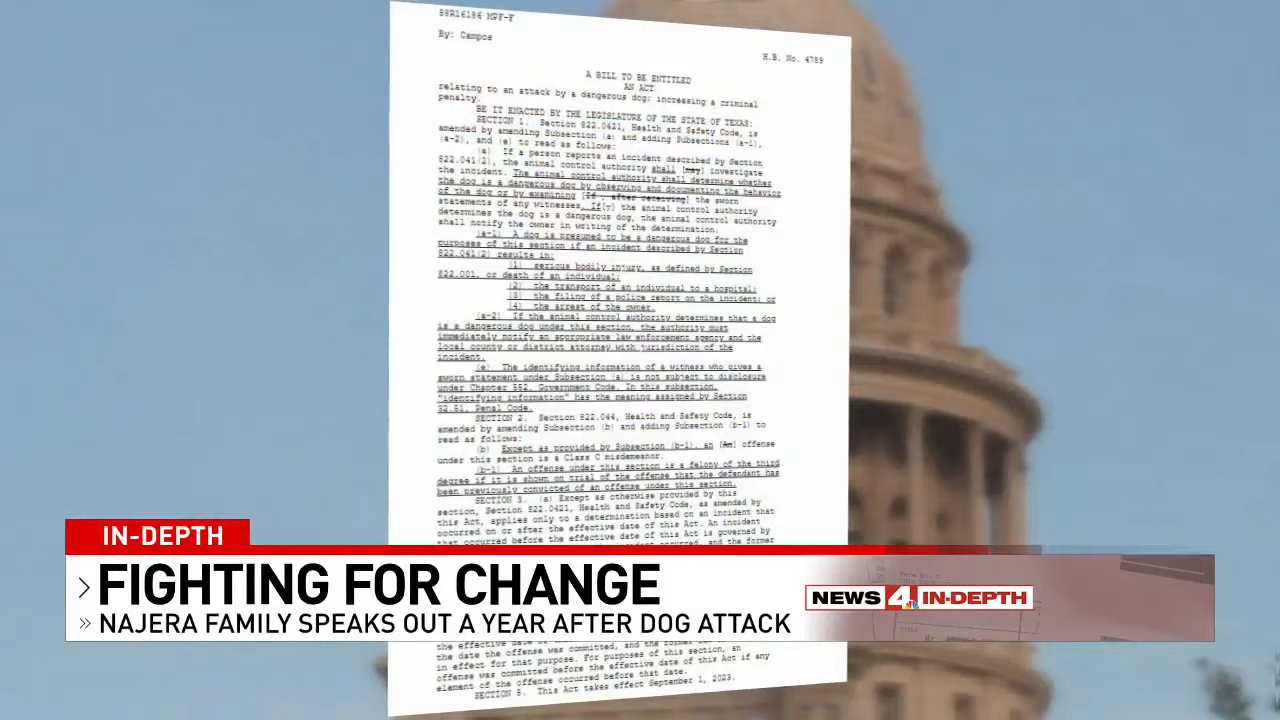 88R16186 MPF-F
By: Campos
H.B. No. 4759
A BILL TO BE ENTITLED
AN ACT
relating to an attack by a dangerous dog; increasing a criminal
penalty.
BE IT ENACTED BY THE LEGISLATURE OF THE STATE OF TEXAS:
SECTION 1. Section 822.0421, Health and Safety Code, is
amended by amending Subsection (a) and adding Subsections (a-1),
(a-2), and (e) to read as follows:
(a) If a person reports an incident described by Section
822.041(2), the animal control authority shall [may] investigate
the incident. The animal control authority shall determine whether
the dog is a dangerous dog by observing and documenting the behavior
of the dog or by examining [If, after receiving] the sworn
statements of any witnesses. If[,] the animal control authority
determines the dog is a dangerous dog, the animal control authority
shall notify the owner in writing of the determination.
(a-1) A dog is presumed to be a dangerous dog for the
purposes of this section if an incident described by Section
822.041(2) results in:
(1) serious bodily injury, as defined by Section
822.001, or death of an individual;
(2) the transport of an individual to a hospital;
(3) the filing of a police report on the incident; or
(4) the arrest of the owner.
(a-2) If the animal control authority determines that a dog
is a dangerous dog under this section, the authority must
immediately notify an appropriate law enforcement agency and the
local county or district attorney with jurisdiction of the
incident.
(e) The identifying information of a witness who gives a
sworn statement under Subsection (a) is not subject to disclosure
under Chapter 552, Government Code. In this subsection,
"identifying information" has the meaning assigned by Section
32.51, Penal Code.
SECTION 2. Section 822.044, Health and Safety Code, is
amended by amending Subsection (b) and adding Subsection (b-1) to
read as follows:
(b) Except as provided by Subsection (b-1), an [An] offense
under this section is a Class C misdemeanor.
(b-1) An offense under this section is a felony of the third
degree if it is shown on trial of the offense that the defendant has
been previously convicted of an offense under this section.
SECTION 3. (a) Except as otherwise provided by this
section, Section 822.0421, Health and Safety Code, as amended by
this Act, applies only to a determination based on an incident that
occurred on or after the effective date of this Act. An incident
that occurred before the effective date of this Act is governed by
occurred, and the former
IN-DEPTH
FIGHTING FOR CHANGE
NAJERA FAMILY SPEAKS OUT A YEAR AFTER DOG ATTACK
NEWS 4 IN-DEPTH
the date the offense was committed, and the former
in effect for that purpose. For purposes of this section, an
offense was committed before the effective date of this Act if any
element of the offense occurred before that date.
SECTION 5. This Act takes effect September 1, 2023.